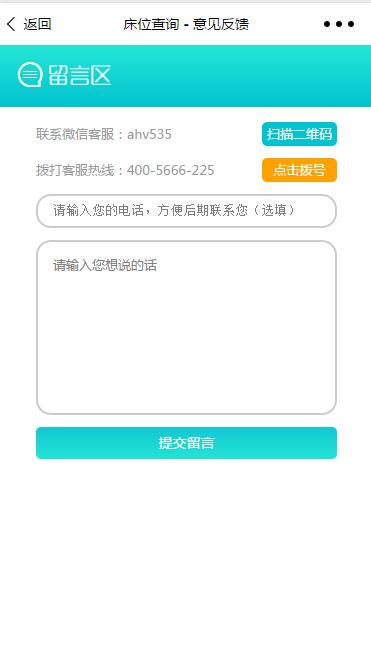 返回
床位查询 - 意见反馈
留言区
联系微信客服：ahv535
扫描二维码
拨打客服热线：400-5666-225
点击拨号
请输入您的电话，方便后期联系您（选填）
请输入您想说的话
提交留言